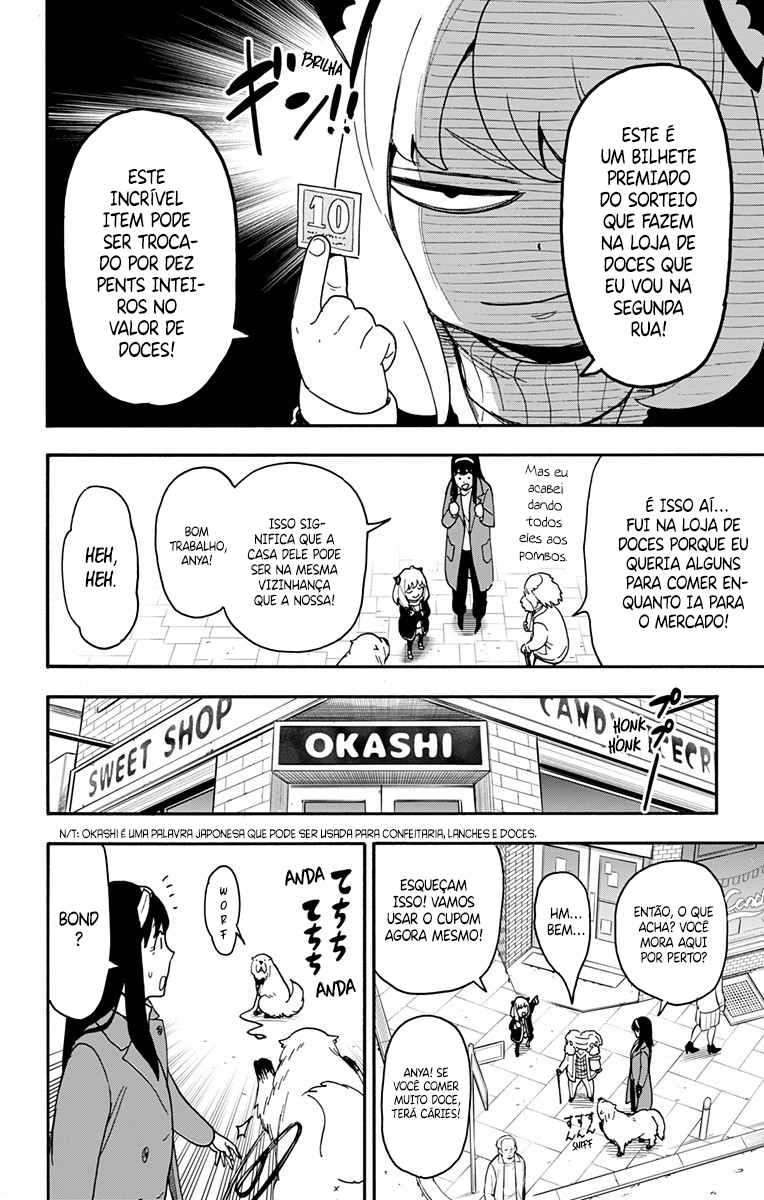 ESTE É
UM BILHETE
PREMIADO
DO SORTEIO
QUE FAZEM
NA LOJA DE
DOCES QUE
EU VOU NA
SEGUNDA
RUA!
BRILHA
ギンッ!!
10
ESTE
INCRÍVEL
ITEM PODE
SER TROCA-
DO POR DEZ
PENTS INTEI-
ROS NO
VALOR DE
DOCES!
É ISSO AÍ...
FUI NA LOJA DE
DOCES PORQUE EU
QUERIA ALGUNS
PARA COMER EN-
QUANTO IA PARA
O MERCADO!
Mas eu
acabei
dando
todos
eles aos
pombos.
ISSO SIG-
NIFICA QUE A
CASA DELE PODE
SER NA MESMA
VIZINHANÇA
QUE A NOSSA!
BOM
TRABALHO,
ANYA!
HEH,
HEH.
SWEET SHOP
OKASHI
HONK
HONK
N/T: OKASHI É UMA PALAVRA JAPONESA QUE PODE SER USADA PARA CONFEITARIA, LANCHES E DOCES.
ENTÃO, O QUE
ACHA? VOCÊ
MORA AQUI
POR PERTO?
HM...
BEM...
ESQUEÇAM
ISSO! VAMOS
USAR O CUPOM
AGORA MESMO!
ANYA! SE
VOCÊ COMER
MUITO DOCE,
TERÁ CÁRIES!
SNIFF
ANDA
てちち
てちち
ANDA
ANDA
WORF
BOND
?